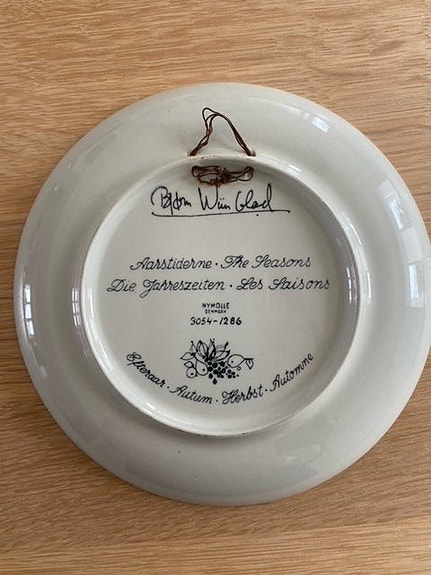 Bjørn Wiinblad
Aarstiderne · The Seasons
Die Jahreszeiten · Les Saisons
NYMØLLE
DENMARK
3054-1286
Efteraar · Autum · Herbst · Automne